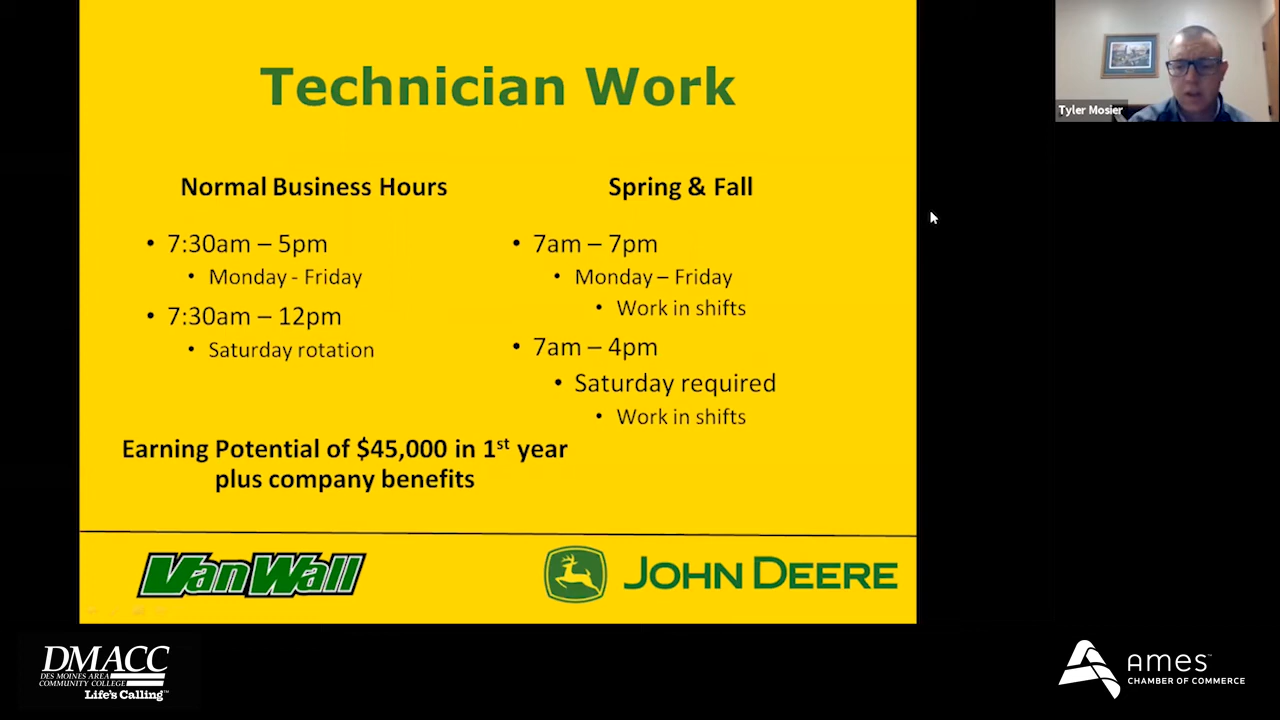 Technician Work
Normal Business Hours
• 7:30am – 5pm
• Monday - Friday
• 7:30am – 12pm
• Saturday rotation
Spring & Fall
• 7am – 7pm
• Monday – Friday
• Work in shifts
• 7am – 4pm
• Saturday required
• Work in shifts
Earning Potential of $45,000 in 1st year
plus company benefits
VanWall
JOHN DEERE
Tyler Mosier
DMACC
DES MOINES AREA
COMMUNITY COLLEGE
Life's Calling™
AMES™
CHAMBER OF COMMERCE